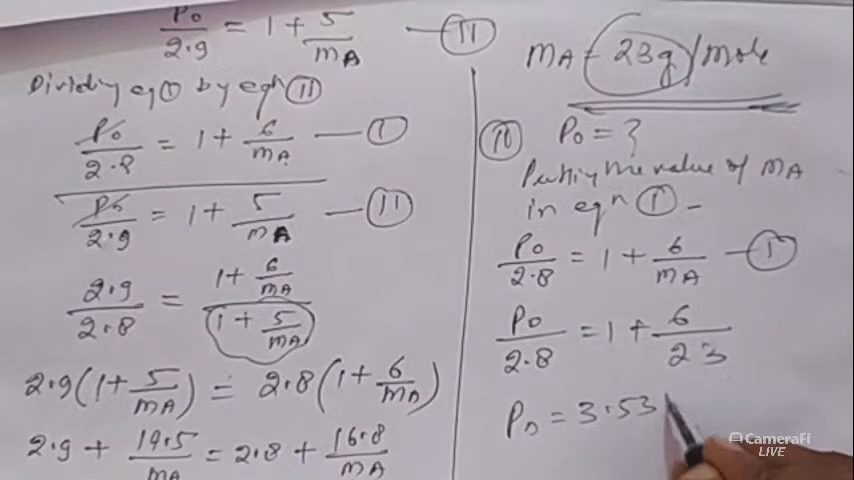 P0/2.9 = 1 + 5/mA — II
Dividing eq I by eqn II
P0/2.8 = 1 + 6/mA — I
P0/2.9 = 1 + 5/mA — II
2.9/2.8 = (1 + 6/mA)/(1 + 5/mA)
2.9(1 + 5/mA) = 2.8(1 + 6/mA)
2.9 + 14.5/mA = 2.8 + 16.8/mA
mA = 23g/mole
II P0 = ?
Putting the value of mA
in eqn I -
P0/2.8 = 1 + 6/mA — I
P0/2.8 = 1 + 6/23
P0 = 3.53
CameraFi
LIVE